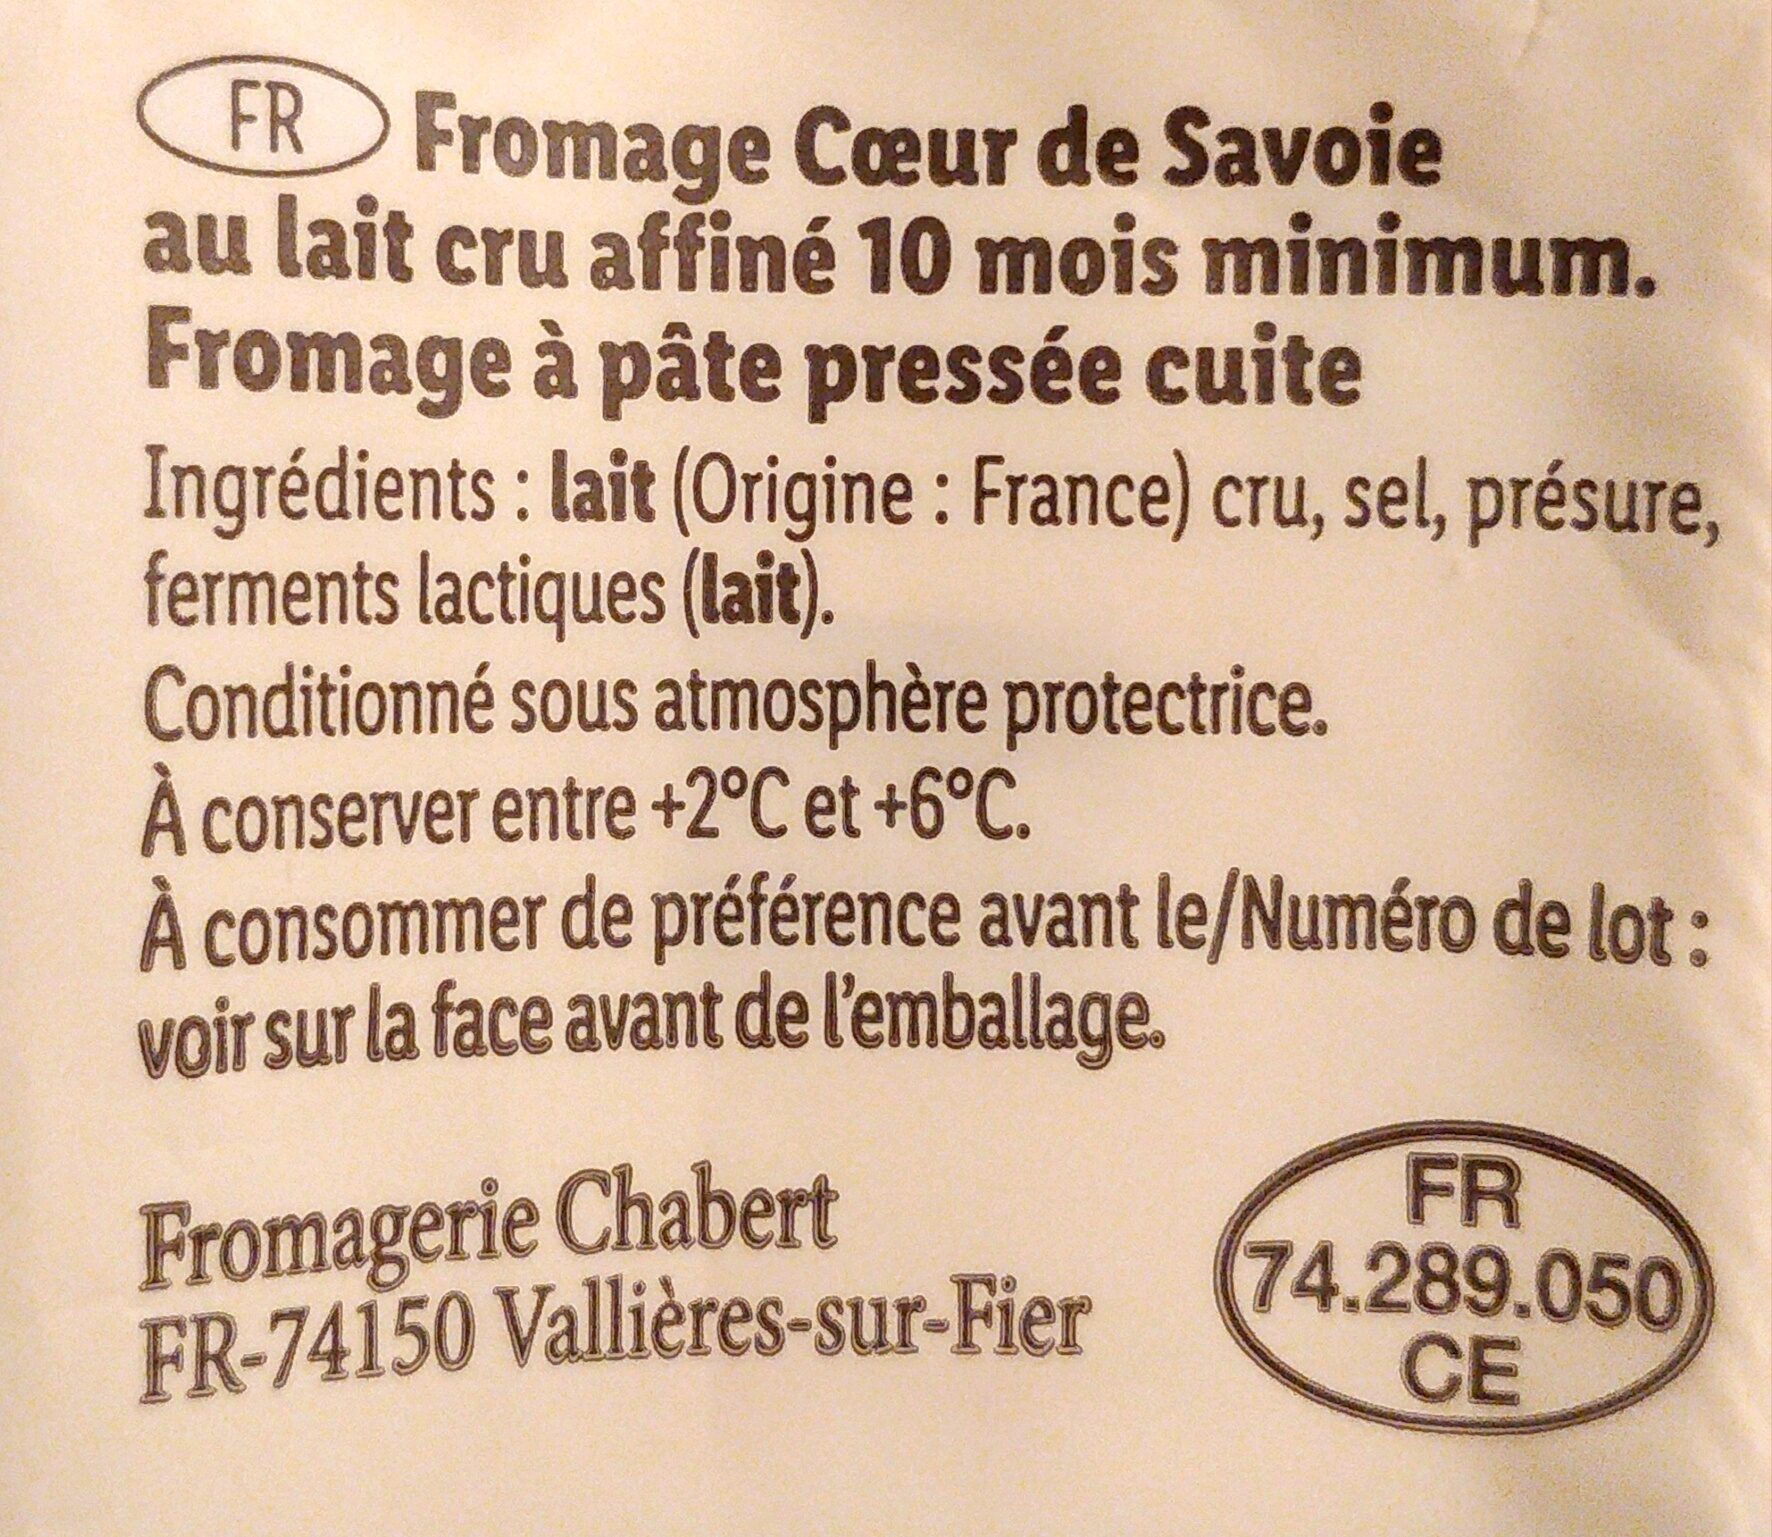 FR Fromage Cœur de Savoie
au lait cru affiné 10 mois minimum.
Fromage à pâte pressée cuite
Ingrédients : lait (Origine : France) cru, sel, présure,
ferments lactiques (lait).
Conditionné sous atmosphère protectrice.
À conserver entre +2°C et +6°C.
À consommer de préférence avant le/Numéro de lot :
voir sur la face avant de l'emballage.
Fromagerie Chabert
FR-74150 Vallières-sur-Fier
FR
74.289.050
CE